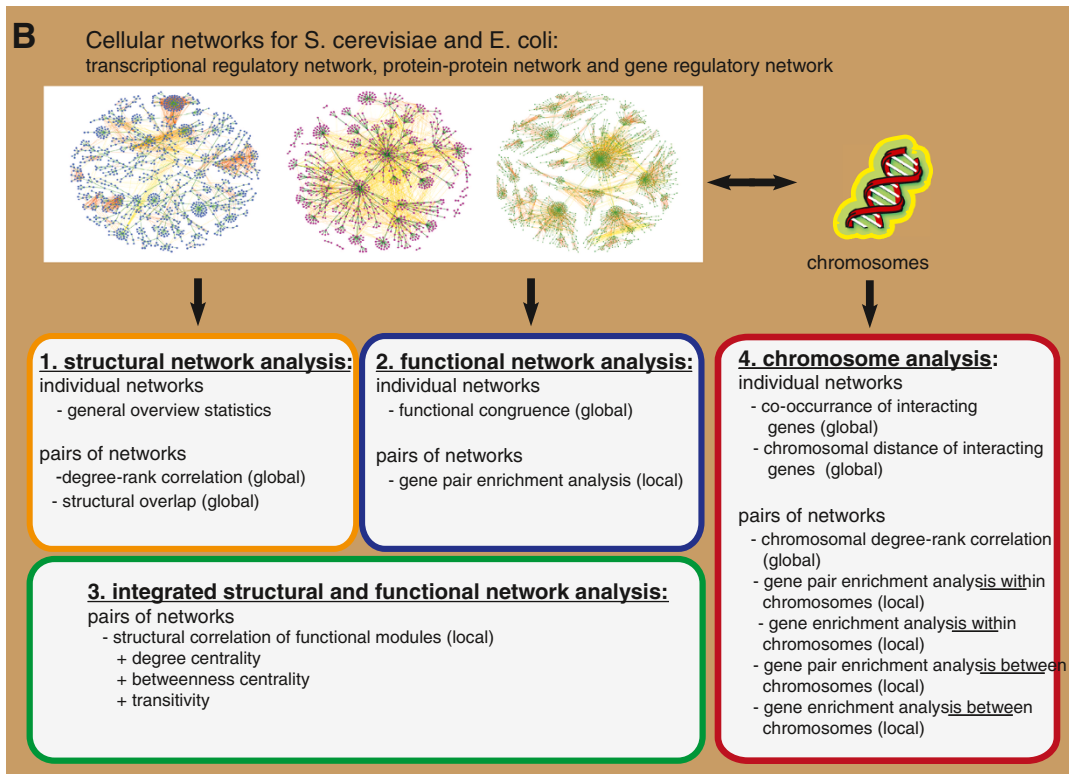 B
Cellular networks for S. cerevisiae and E. coli:
transcriptional regulatory network, protein-protein network and gene regulatory network
chromosomes
1. structural network analysis:
individual networks
- general overview statistics
pairs of networks
-degree-rank correlation (global)
- structural overlap (global)
2. functional network analysis:
individual networks
- functional congruence (global)
pairs of networks
- gene pair enrichment analysis (local)
3. integrated structural and functional network analysis:
pairs of networks
- structural correlation of functional modules (local)
+ degree centrality
+ betweenness centrality
+ transitivity
4. chromosome analysis:
individual networks
- co-occurrance of interacting
genes (global)
- chromosomal distance of interacting
genes (global)
pairs of networks
- chromosomal degree-rank correlation
(global)
- gene pair enrichment analysis within
chromosomes (local)
- gene enrichment analysis within
chromosomes (local)
- gene pair enrichment analysis between
chromosomes (local)
- gene enrichment analysis between
chromosomes (local)